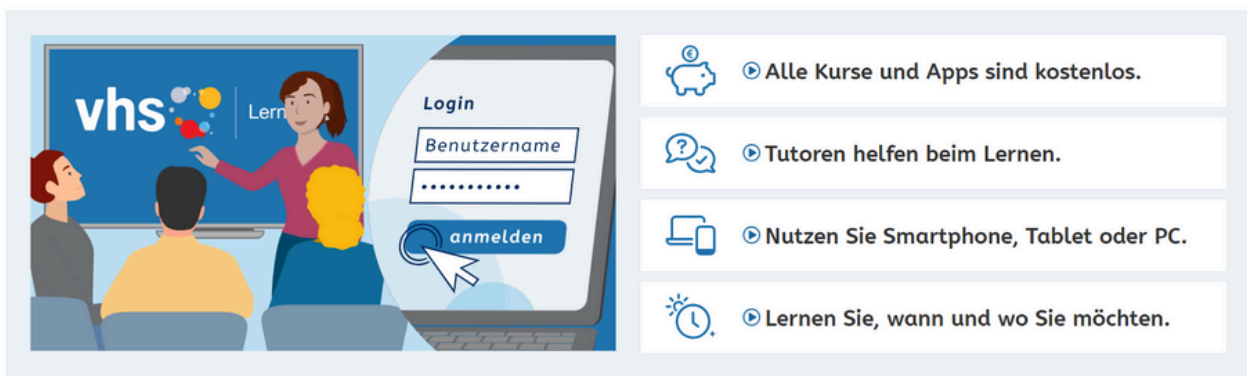 vhs
Lern
Login
Benutzername
anmelden
Alle Kurse und Apps sind kostenlos.
Tutoren helfen beim Lernen.
Nutzen Sie Smartphone, Tablet oder PC.
Lernen Sie, wann und wo Sie möchten.